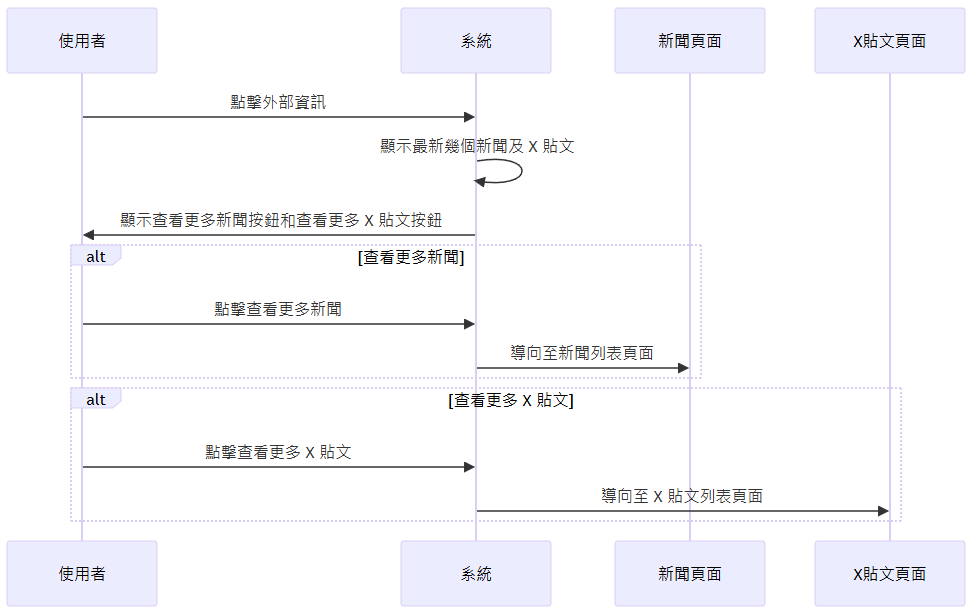 使用者
系統
新聞頁面
X貼文頁面
點擊外部資訊
顯示最新幾個新聞及 X 貼文
顯示查看更多新聞按鈕和查看更多 X 貼文按鈕
alt
[查看更多新聞]
點擊查看更多新聞
導向至新聞列表頁面
alt
[查看更多 X 貼文]
點擊查看更多 X 貼文
導向至 X 貼文列表頁面
使用者
系統
新聞頁面
X貼文頁面